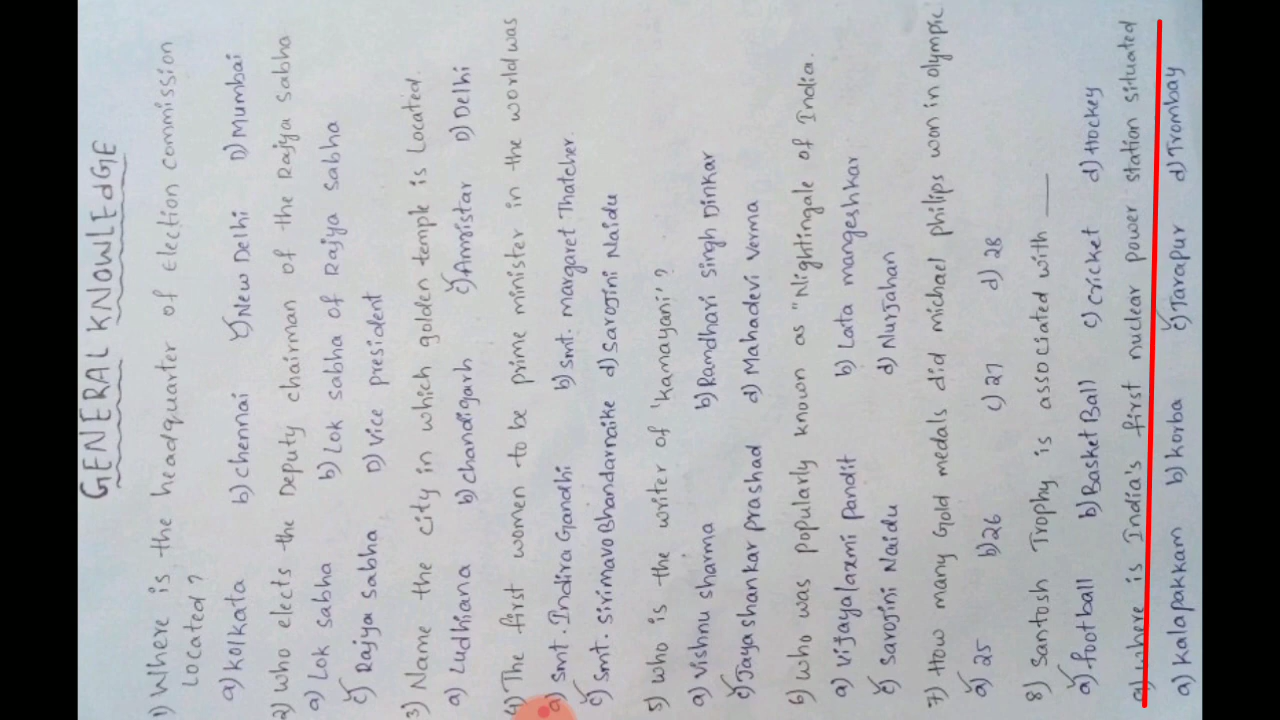 GENERAL KNOWLEDGE
1) Where is the headquarter of Election commission
Located ?
a) Kolkata b) chennai c) New Delhi D) Mumbai
2) who elects the Deputy chairman of the Rajya sabha
a) Lok sabha b) Lok sabha of Rajya sabha
c) Rajya sabha D) Vice president
3) Name the city in which golden temple is Located.
a) Ludhiana b) chandigarh c) Amristar D) Delhi
4) The first women to be prime minister in the world was
a) Smt. Indira Gandhi b) smt. margaret Thatcher
c) Smt. Sirimavo Bhandarnaike d) Sarojini Naidu
5) who is the writer of 'kamayani' ?
a) Vishnu sharma b) Ramdhari singh Dinkar
c) Jaya shankar prashad d) Mahadevi verma
6) who was popularly known as "Nightingale of India.
a) Vijayalaxmi pandit b) Lata mangeshkar
c) Sarojini Naidu d) Nurjahan
7) How many Gold medals did michael philips won in olympic
a) 25 b) 26 c) 27 d) 28
8) Santosh Trophy is associated with ___
a) football b) Basket Ball c) cricket d) Hockey
9) where is India's first nuclear power station situated
a) kalapakkam b) korba c) Tarapur d) Trombay